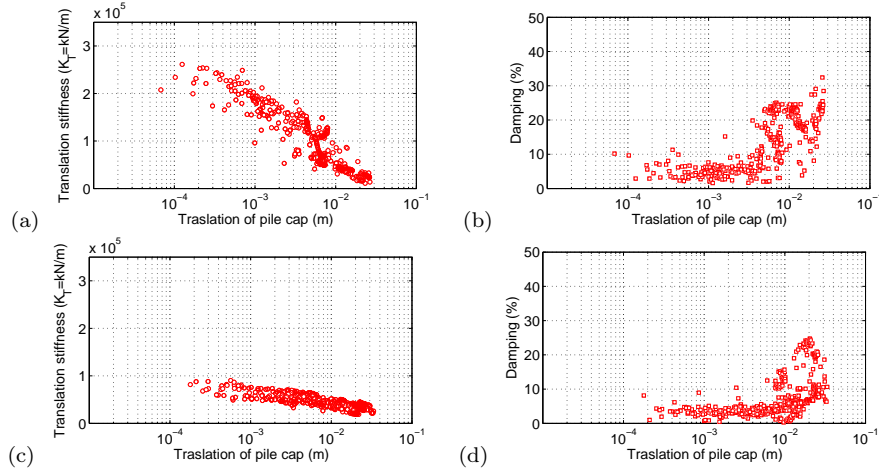 x 10^5
Translation stiffness (K_T=kN/m)
3
2
1
0
10^−4
10^−3
10^−2
10^−1
Traslation of pile cap (m)
(a)
50
40
30
20
10
0
Damping (%)
10^−4
10^−3
10^−2
10^−1
Traslation of pile cap (m)
(b)
x 10^5
Translation stiffness (K_T=kN/m)
3
2
1
0
10^−4
10^−3
10^−2
10^−1
Traslation of pile cap (m)
(c)
50
40
30
20
10
0
Damping (%)
10^−4
10^−3
10^−2
10^−1
Traslation of pile cap (m)
(d)